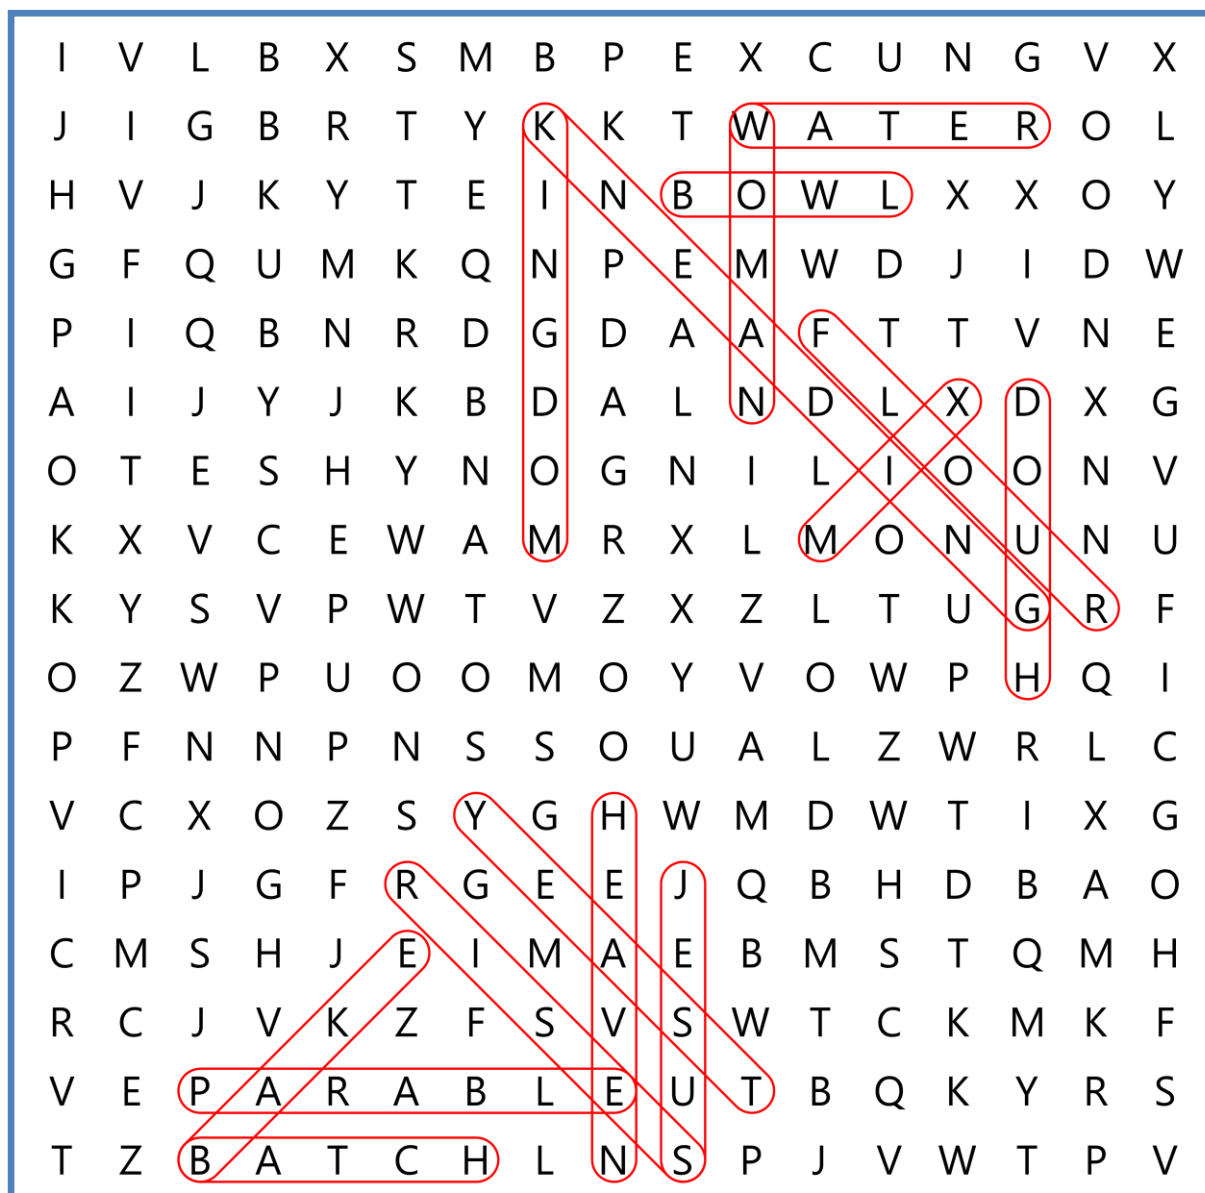 I V L B X S M B P E X C U N G V X
J I G B R T Y K K T W A T E R O L
H V J K Y T E I N B O W L X X O Y
G F Q U M K Q N P E M W D J I D W
P I Q B N R D G D A A F T T V N E
A I J Y J K B D A L N D L X D X G
O T E S H Y N O G N I L I O O N V
K X V C E W A M R X L M O N U N U
K Y S V P W T V Z X Z L T U G R F
O Z W P U O O M O Y V O W P H Q I
P F N N P N S S O U A L Z W R L C
V C X O Z S Y G H W M D W T I X G
I P J G F R G E E J Q B H D B A O
C M S H J E I M A E B M S T Q M H
R C J V K Z F S V S W T C K M K F
V E P A R A B L E U T B Q K Y R S
T Z B A T C H L N S P J V W T P V